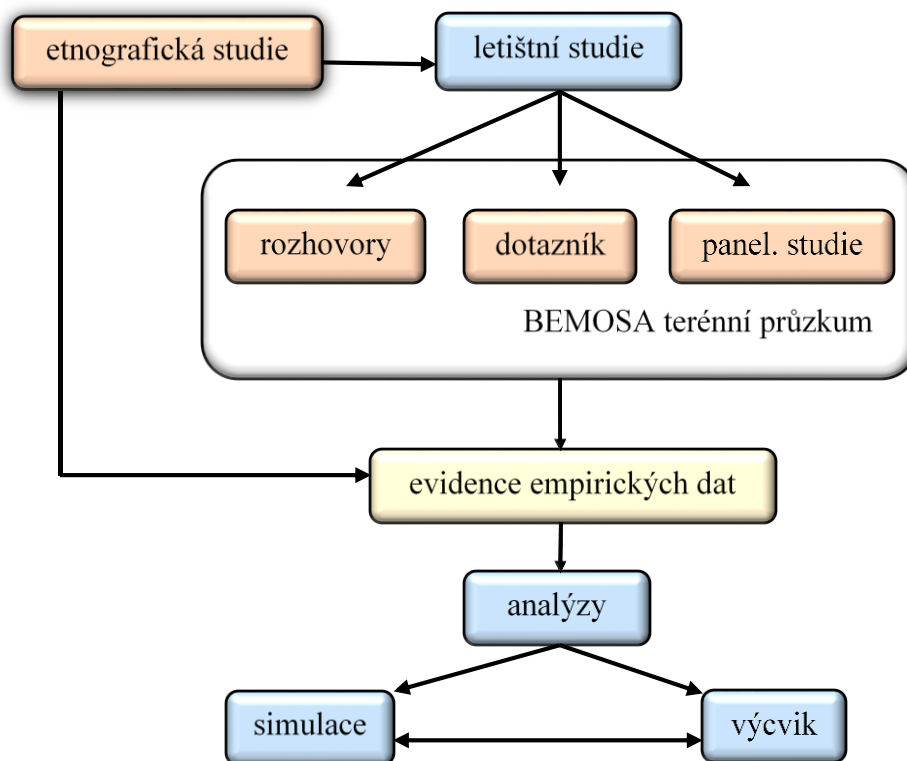 etnografická studie
letištní studie
rozhovory
dotazník
panel. studie
BEMOSA terénní průzkum
evidence empirických dat
analýzy
simulace
výcvik